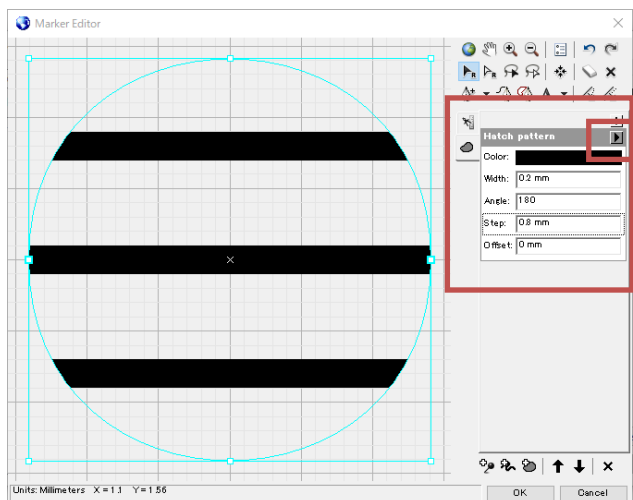 Marker Editor
Hatch pattern
Color:
Width: 0.2 mm
Angle: 180
Step: 0.8 mm
Offset: 0 mm
Units: Millimeters X = 1.1 Y = 1.56
OK Cancel